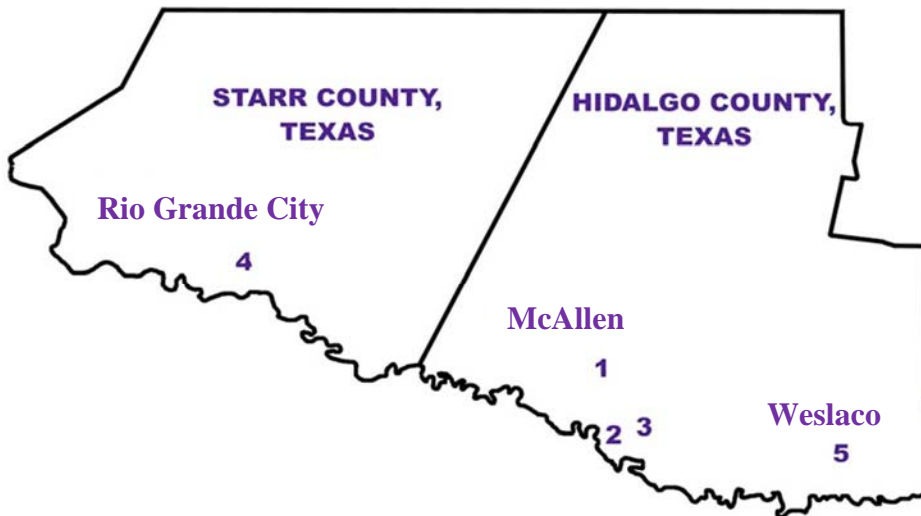 STARR COUNTY,
TEXAS
HIDALGO COUNTY,
TEXAS
Rio Grande City
4
McAllen
1
2
3
Weslaco
5